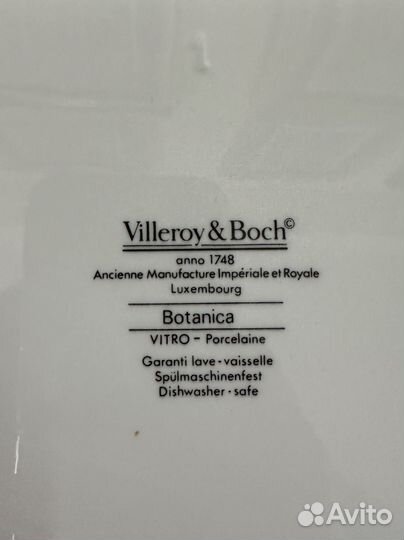 Villeroy & Boch©
anno 1748
Ancienne Manufacture Impériale et Royale
Luxembourg
Botanica
VITRO - Porcelaine
Garanti lave - vaisselle
Spülmaschinenfest
Dishwasher - safe
Avito